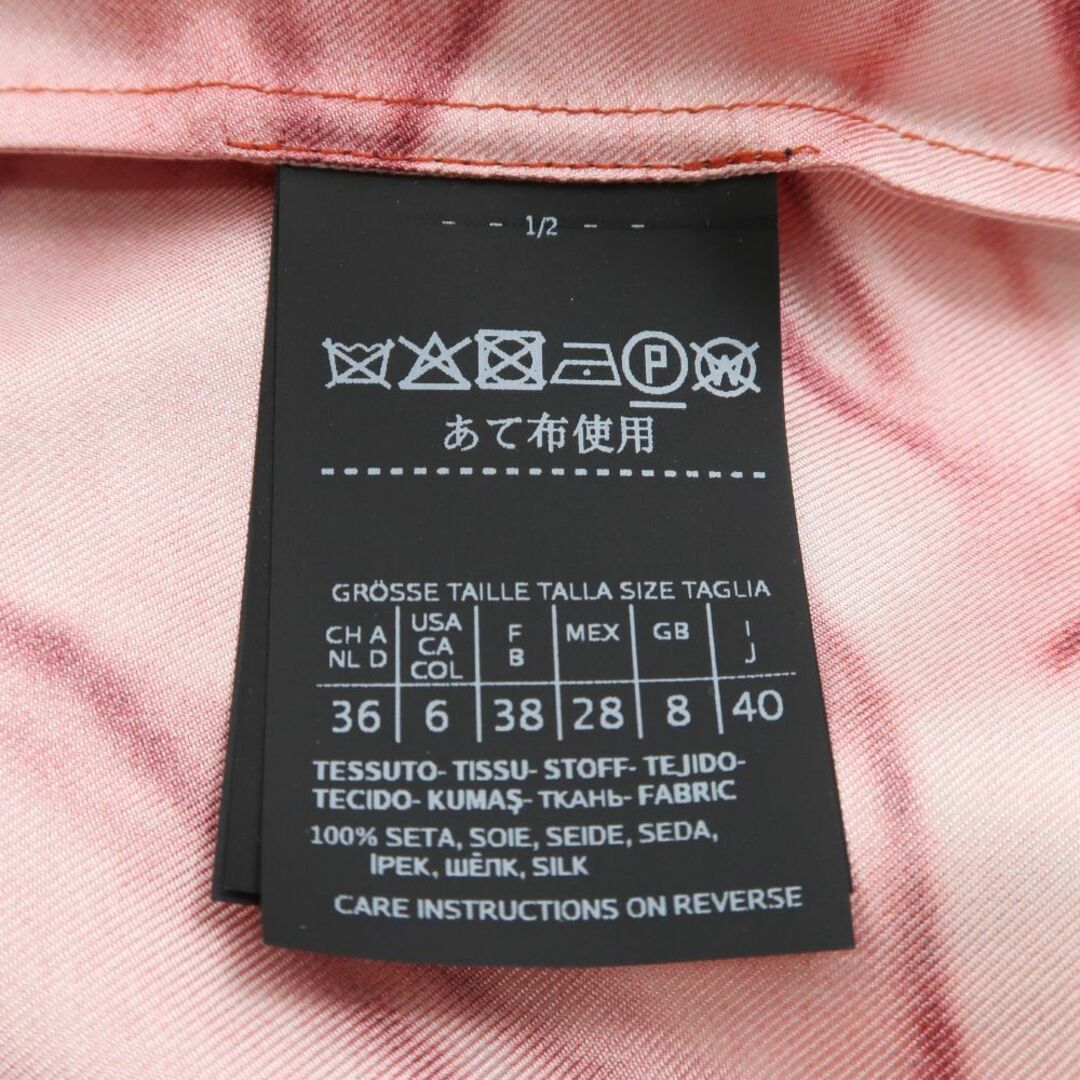 - - 1/2 - -
P W
あて布使用
GRÖSSE TAILLE TALLA SIZE TAGLIA
CH A NL D | USA CA COL | F B | MEX | GB | I J
36 | 6 | 38 | 28 | 8 | 40
TESSUTO- TISSU- STOFF- TEJIDO-
TECIDO- KUMAŞ- ТКАНЬ- FABRIC
100% SETA, SOIE, SEIDE, SEDA,
İPEK, ШЁЛК, SILK
CARE INSTRUCTIONS ON REVERSE